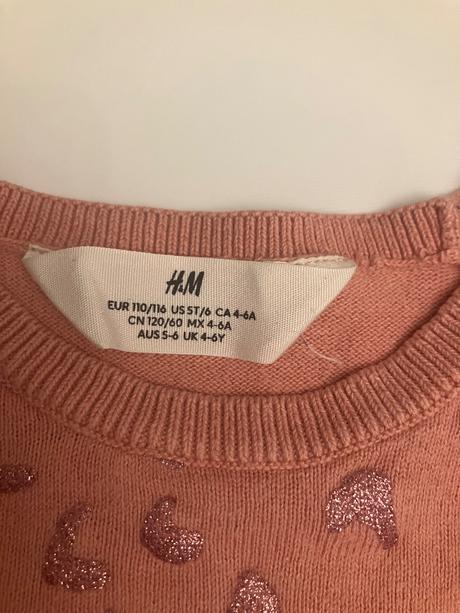 H&M
EUR 110/116 US 5T/6 CA 4-6A
CN 120/60 MX 4-6A
AUS 5-6 UK 4-6Y